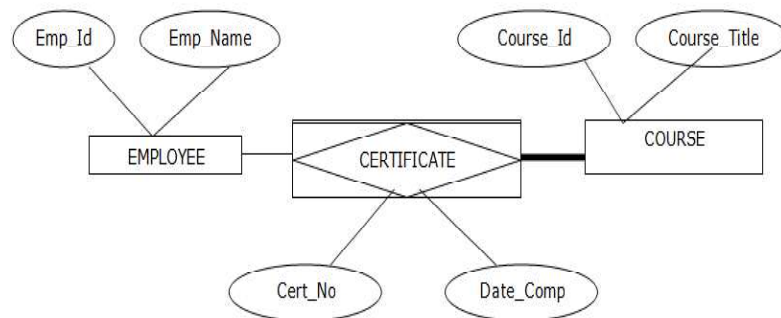 Emp_Id
Emp_Name
Course_Id
Course_Title
EMPLOYEE
CERTIFICATE
COURSE
Cert_No
Date_Comp